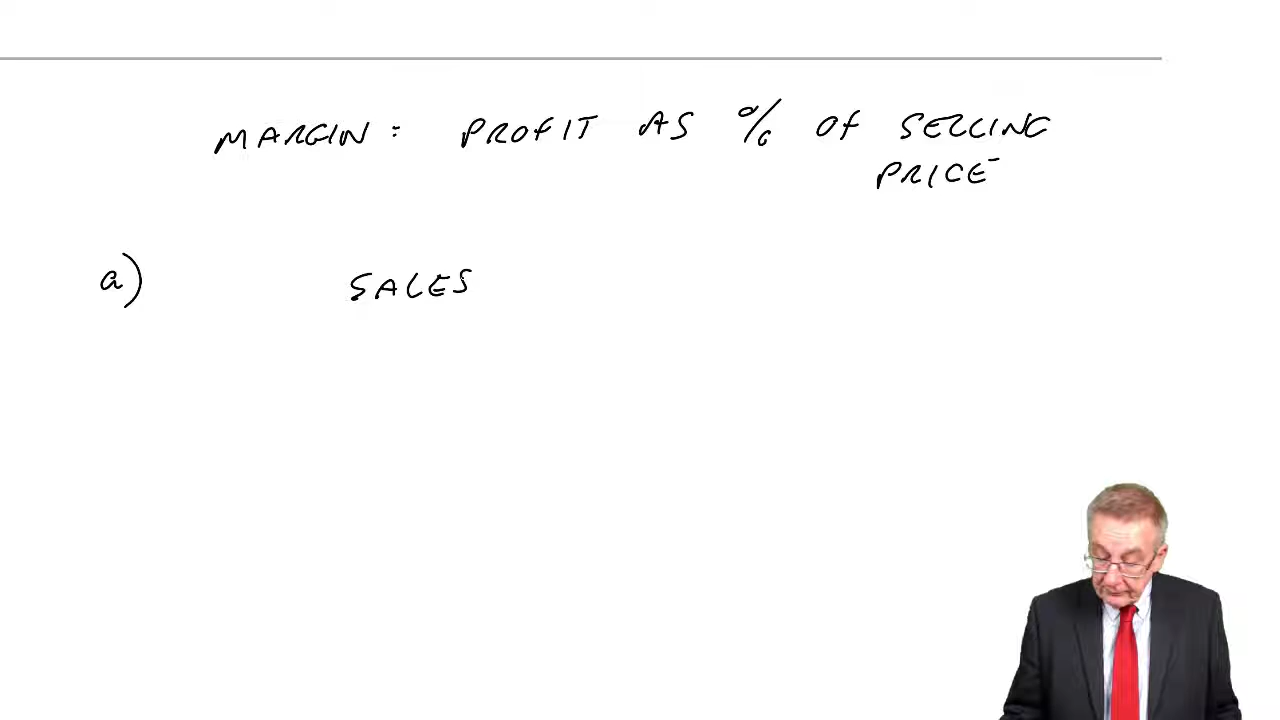 MARGIN : PROFIT AS % OF SELLING
PRICE
a) SALES